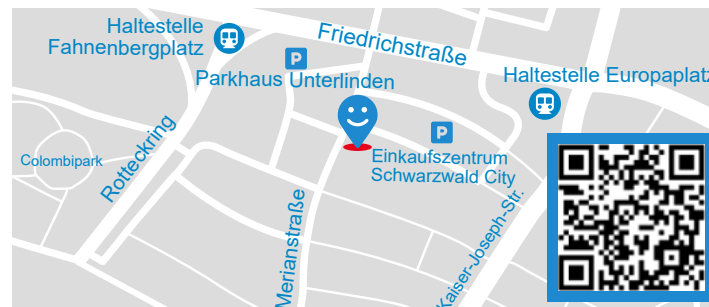 Haltestelle
Fahnenbergplatz
Friedrichstraße
P
Parkhaus Unterlinden
Haltestelle Europaplatz
P
Einkaufszentrum
Schwarzwald City
Colombipark
Rotteckring
Merianstraße
Kaiser-Joseph-Str.